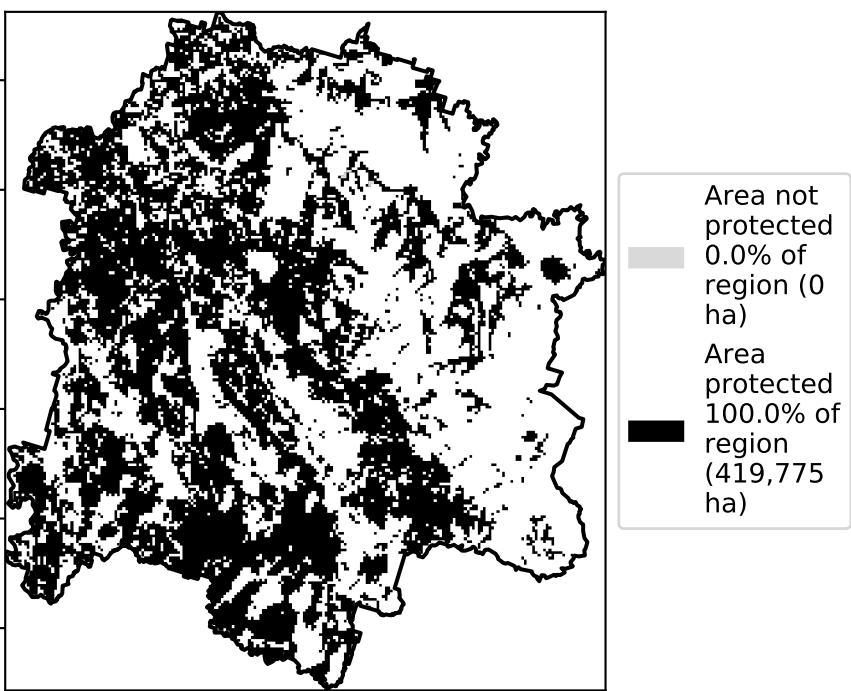 Area not
protected
0.0% of
region (0
ha)
Area
protected
100.0% of
region
(419,775
ha)